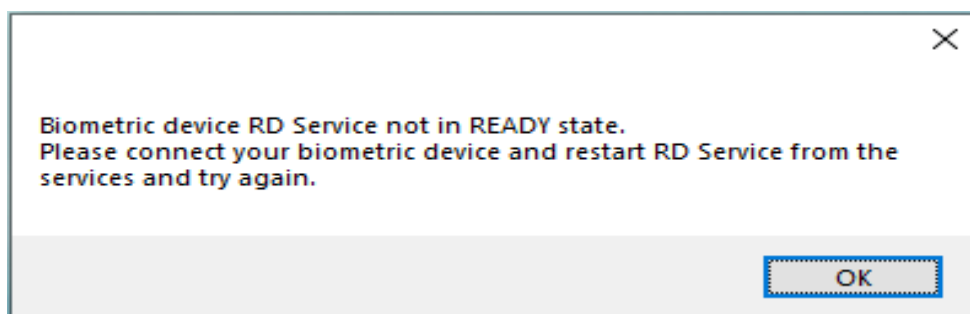 Biometric device RD Service not in READY state.
Please connect your biometric device and restart RD Service from the
services and try again.
OK